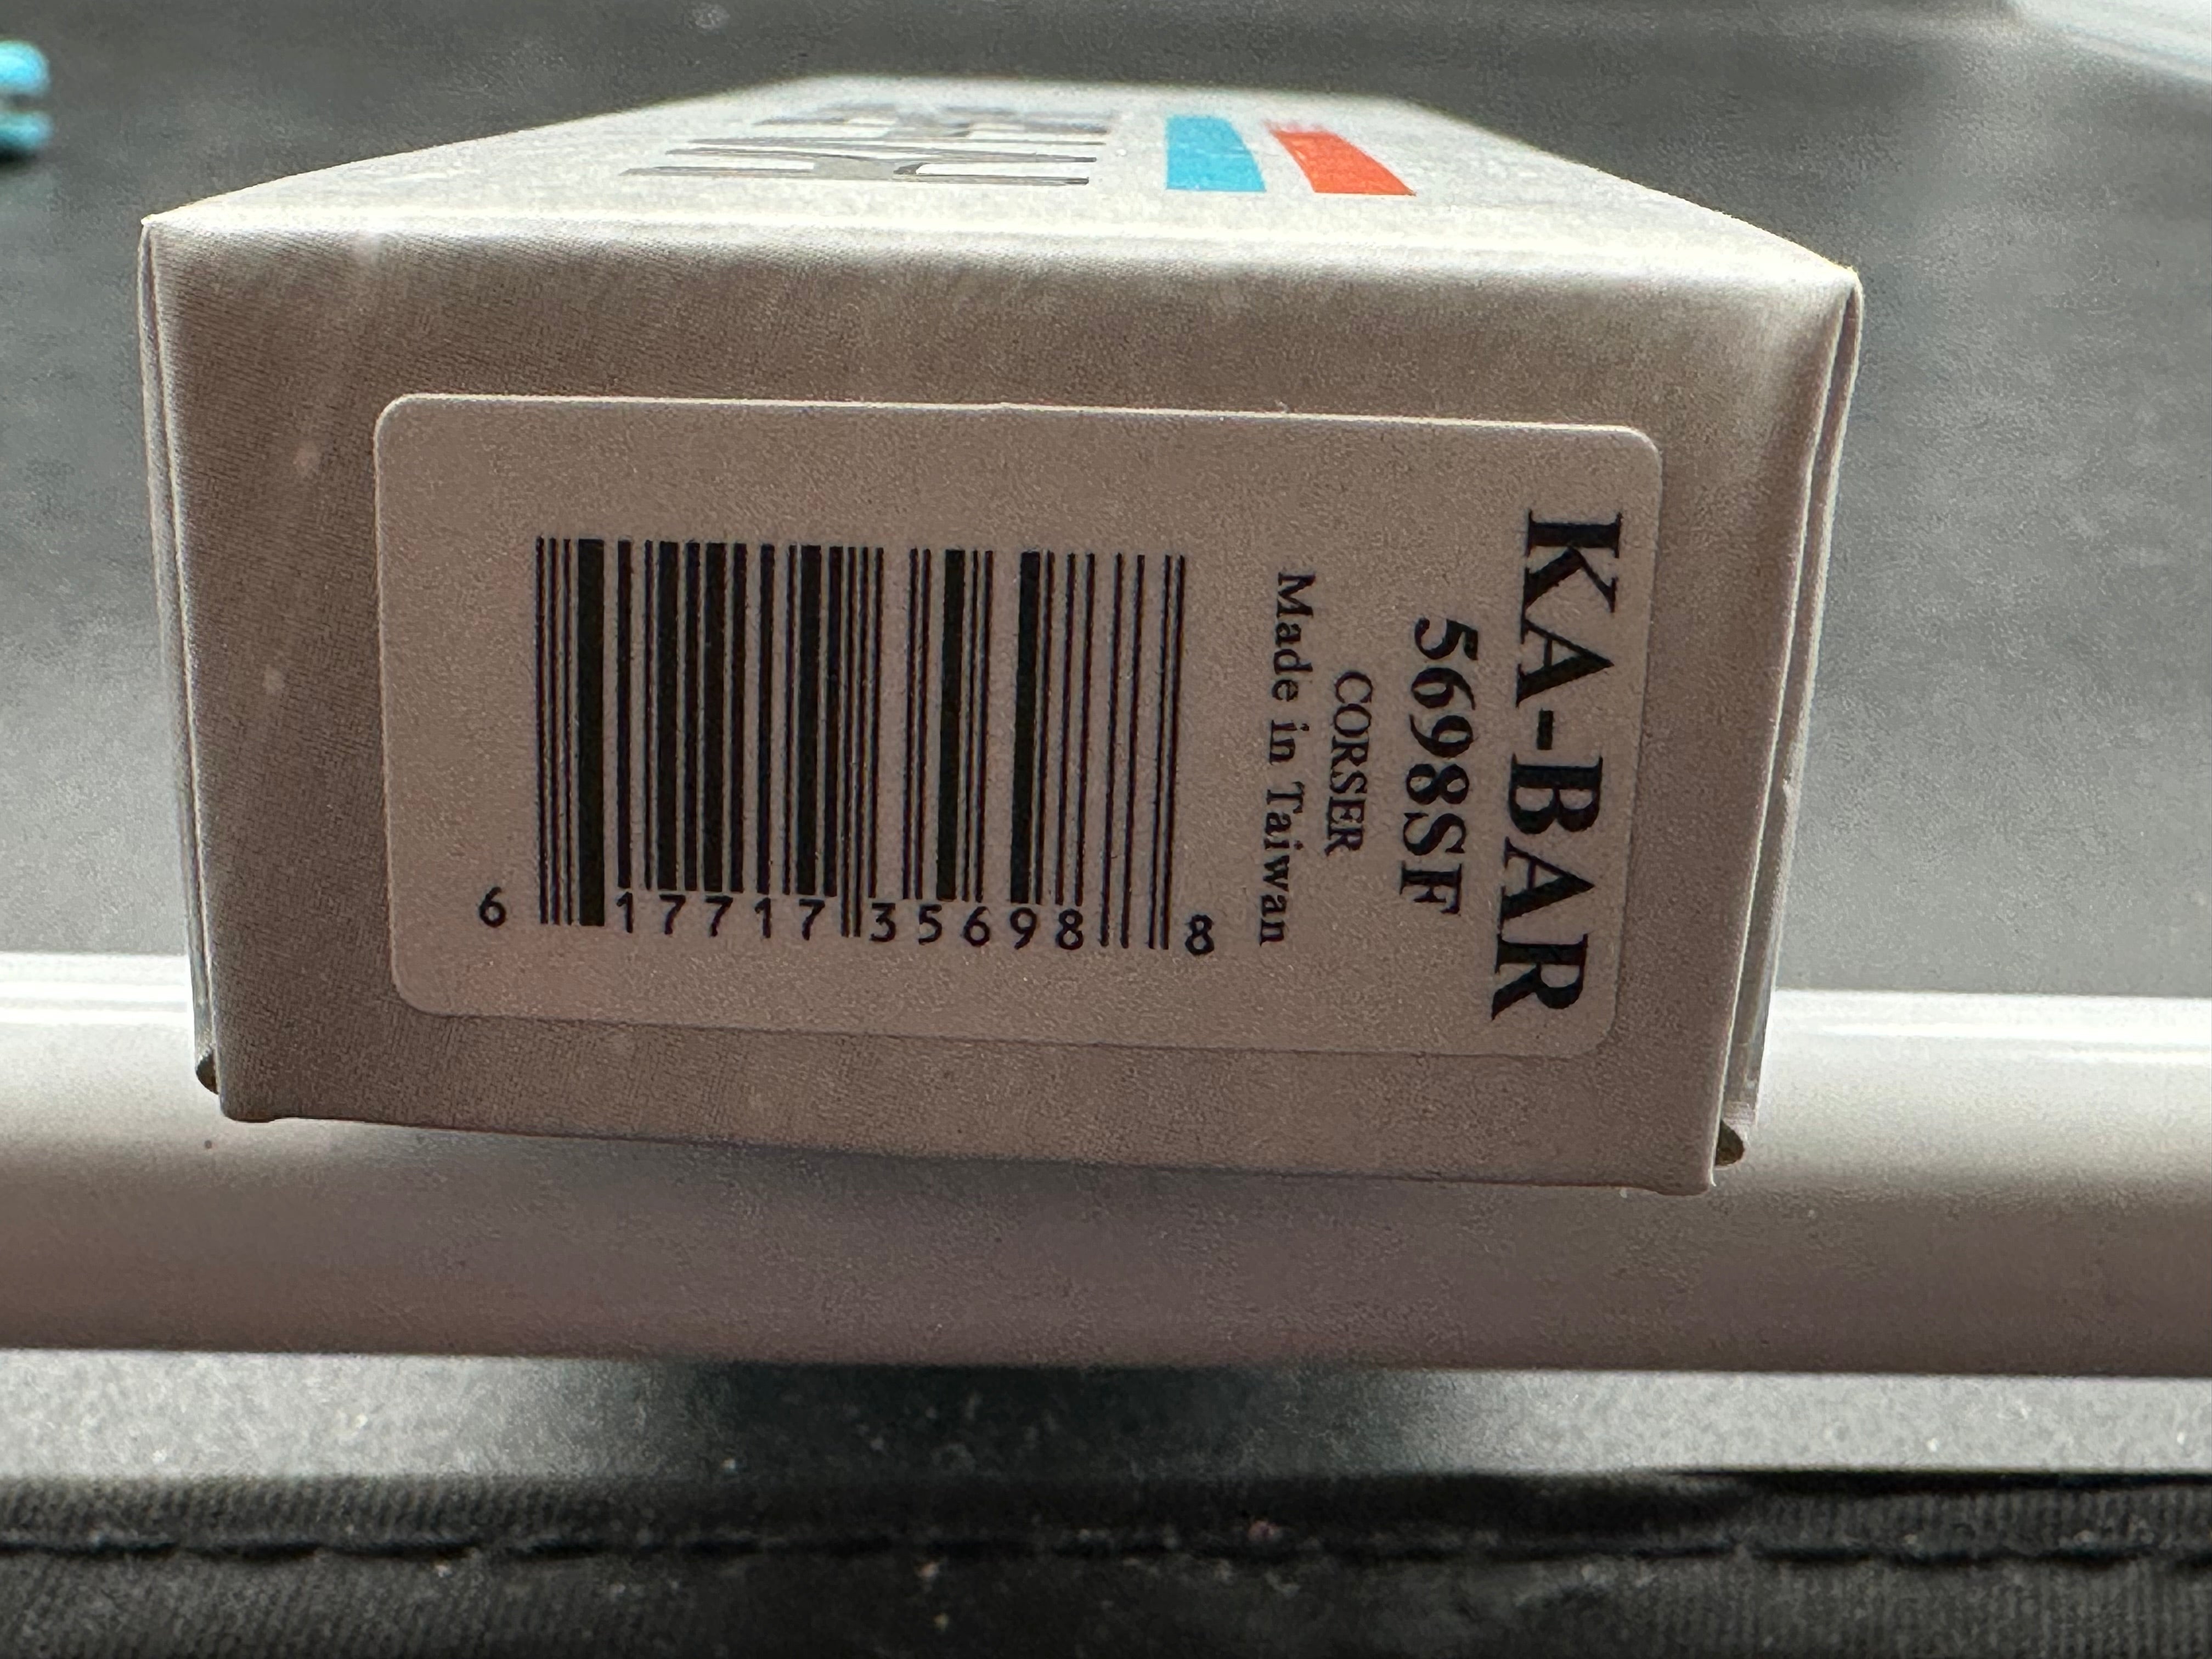 KA-BAR
5698SF
CORSER
Made in Taiwan
6 17717 35698 8